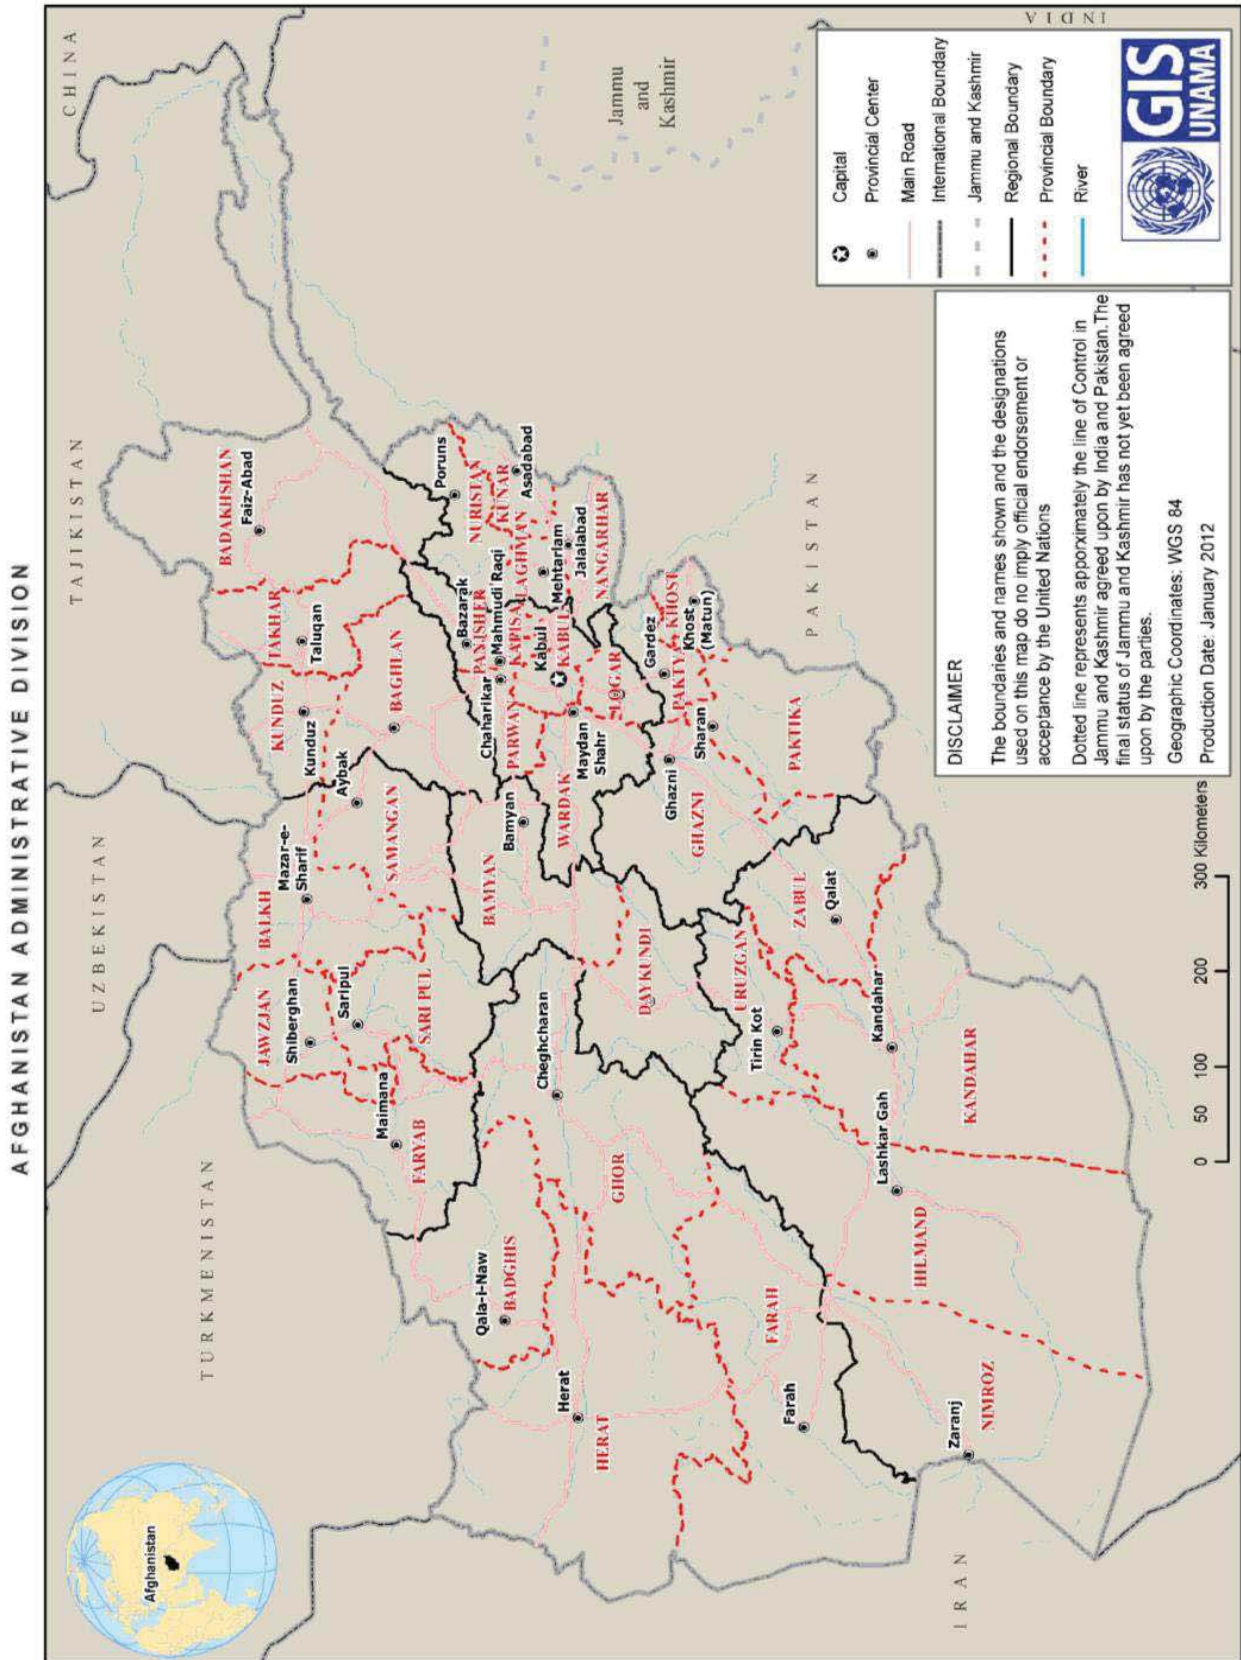 AFGHANISTAN ADMINISTRATIVE DIVISION
CHINA
TAJIKISTAN
UZBEKISTAN
TURKMENISTAN
Afghanistan
BADAKHSHAN
Faiz-Abad
TAKHAR
Taluqan
KUNDUZ
Kunduz
BAGHLAN
Aybak
SAMANGAN
BALKH
Mazar-e-
Sharif
JAWZJAN
Shiberghan
Saripul
SARI PUL
Maimana
FARYAB
Qala-i-Naw
BADGHIS
Herat
HERAT
Cheghcharan
GHOR
BAMYAN
Bamyan
DAYKUNDI
WARDAK
Maydan
Shahr
PARWAN
Chaharikar
PANJSHER
Bazarak
KAPISA
Mahmudi Raqi
Kabul
KABUL
LOGAR
LAGHMAN
Mehtarlam
NURISTAN
Poruns
KUNAR
Asadabad
Jalalabad
NANGARHAR
Gardez
PAKTYA
KHOST
Khost
(Matun)
Ghazni
GHAZNI
Sharan
PAKTIKA
ZABUL
Qalat
URUZGAN
Tirin Kot
Kandahar
KANDAHAR
Lashkar Gah
HILMAND
FARAH
Farah
Zaranj
NIMROZ
IRAN
PAKISTAN
Jammu
and
Kashmir
INDIA
0 50 100 200 300 Kilometers
DISCLAIMER
The boundaries and names shown and the designations
used on this map do no imply official endorsement or
acceptance by the United Nations
Dotted line represents apporximately the line of Control in
Jammu and Kashmir agreed upon by India and Pakistan.The
final status of Jammu and Kashmir has not yet been agreed
upon by the parties.
Geographic Coordinates: WGS 84
Production Date: January 2012
Capital
Provincial Center
Main Road
International Boundary
Jammu and Kashmir
Regional Boundary
Provincial Boundary
River
GIS
UNAMA